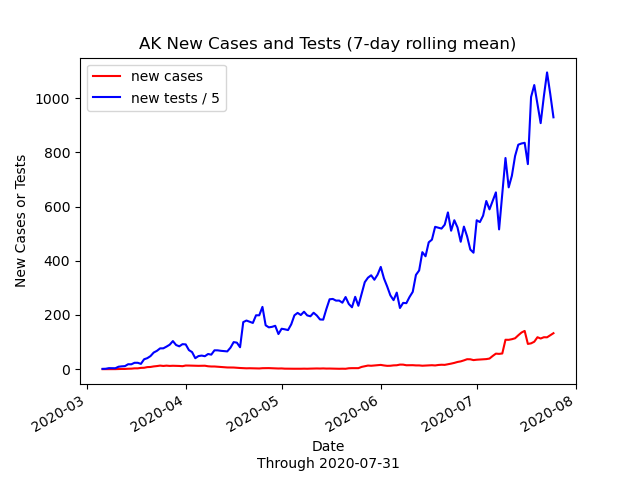 AK New Cases and Tests (7-day rolling mean)
new cases
new tests / 5
1000
800
600
400
200
0
New Cases or Tests
2020-03
2020-04
2020-05
2020-06
2020-07
2020-08
Date
Through 2020-07-31